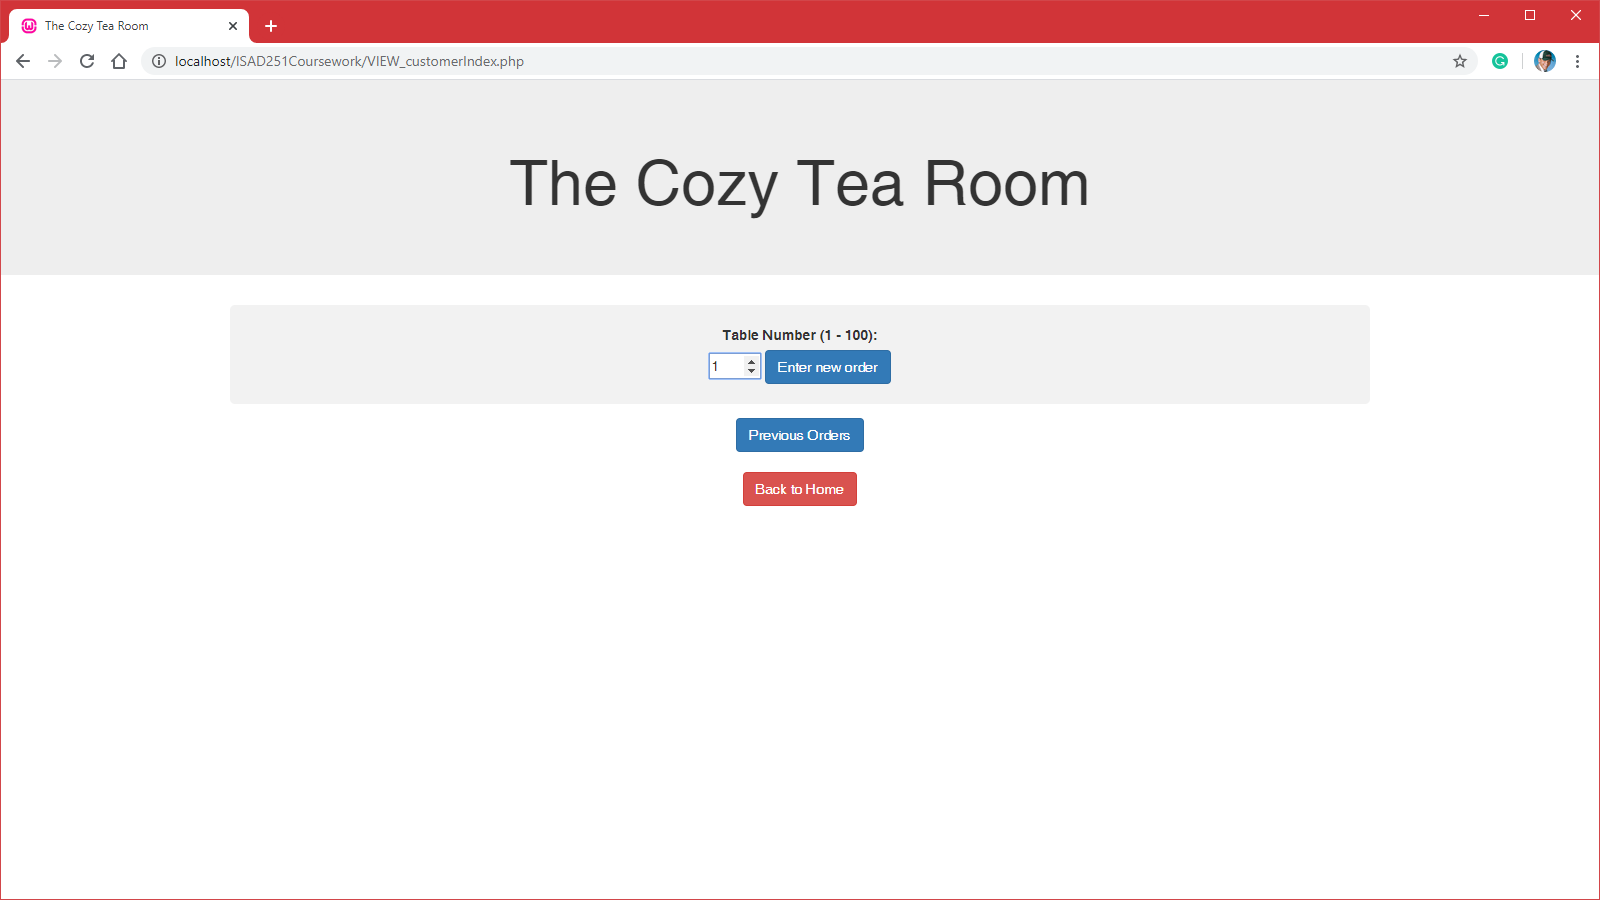 The Cozy Tea Room
localhost/ISAD251Coursework/VIEW_customerIndex.php
The Cozy Tea Room
Table Number (1 - 100):
1 Enter new order
Previous Orders
Back to Home